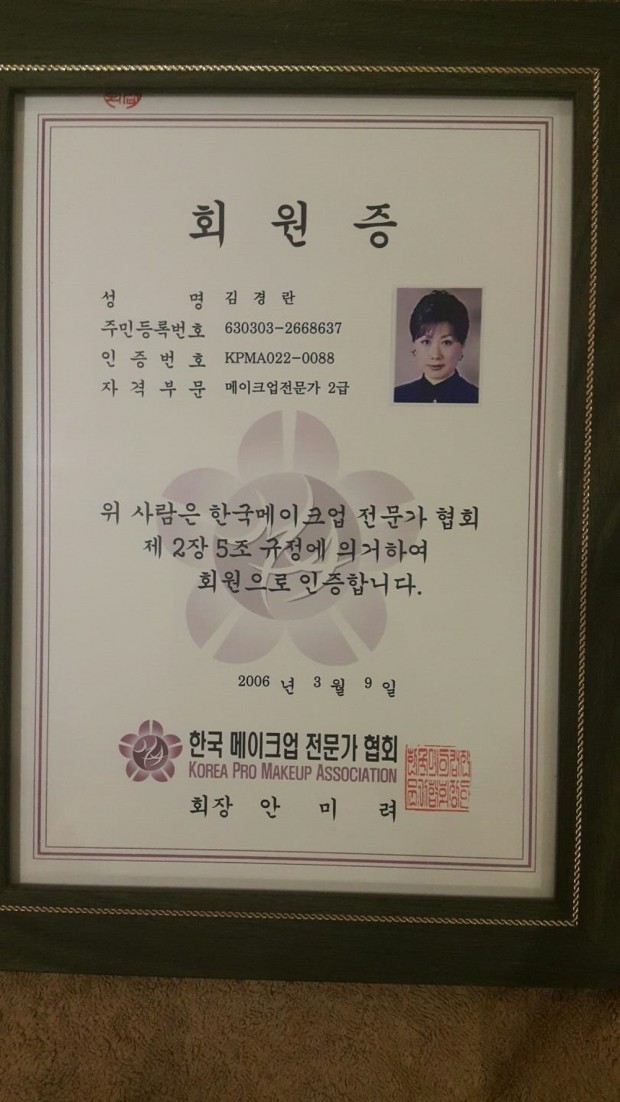 회원증
성 명 김경란
주민등록번호 630303-2668637
인증번호 KPMA022-0088
자격부문 메이크업전문가 2급
위 사람은 한국메이크업 전문가 협회
제 2장 5조 규정에 의거하여
회원으로 인증합니다.
2006 년 3 월 9 일
한국 메이크업 전문가 협회
KOREA PRO MAKEUP ASSOCIATION
회장 안 미 려